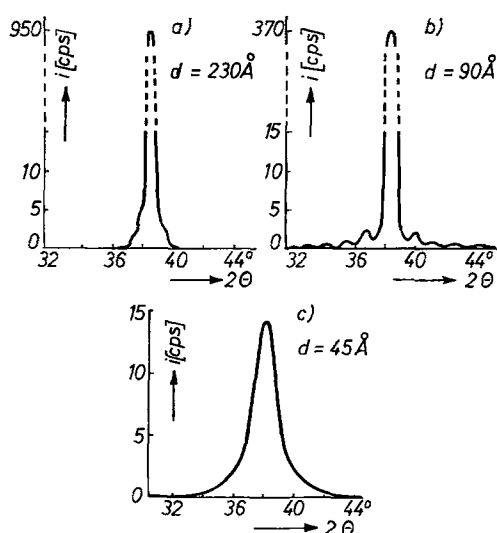 950
a)
d = 230Å
i [cps]
10
5
0
32 36 40 44°
2Θ
370
b)
d = 90Å
i [cps]
15
10
5
0
32 36 40 44°
2Θ
15
c)
d = 45Å
i[cps]
10
5
0
32 36 40 44°
2Θ